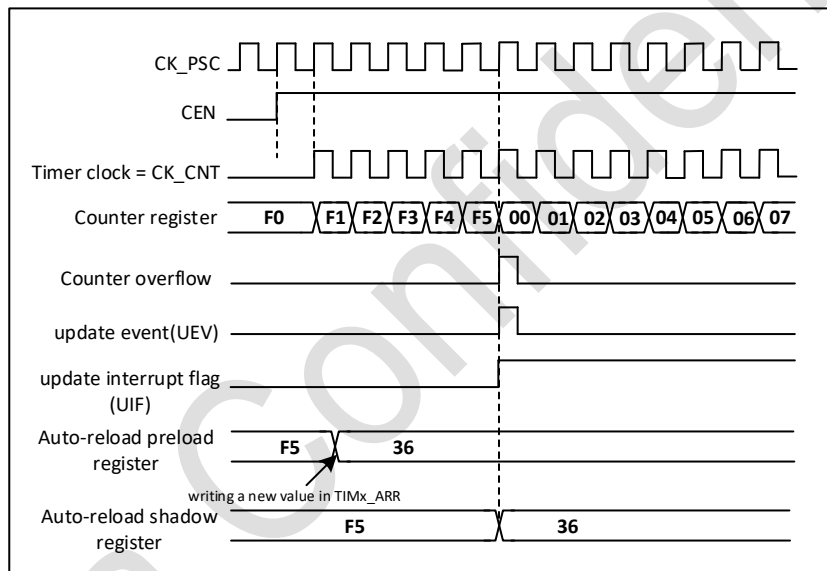 CK_PSC
CEN
Timer clock = CK_CNT
Counter register F0 F1 F2 F3 F4 F5 00 01 02 03 04 05 06 07
Counter overflow
update event(UEV)
update interrupt flag
(UIF)
Auto-reload preload
register
F5 36
writing a new value in TIMx_ARR
Auto-reload shadow
register
F5 36
Confiden